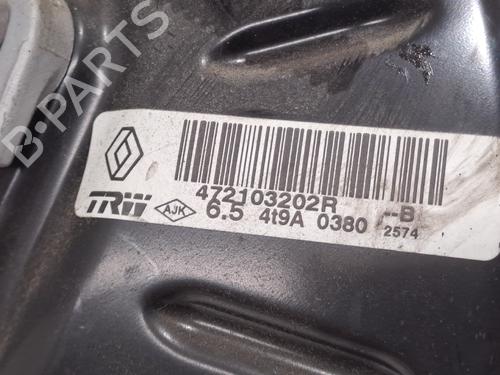 B-PARTS
472103202R --B
TRW AJK 6.5 4t9A 0380 2574